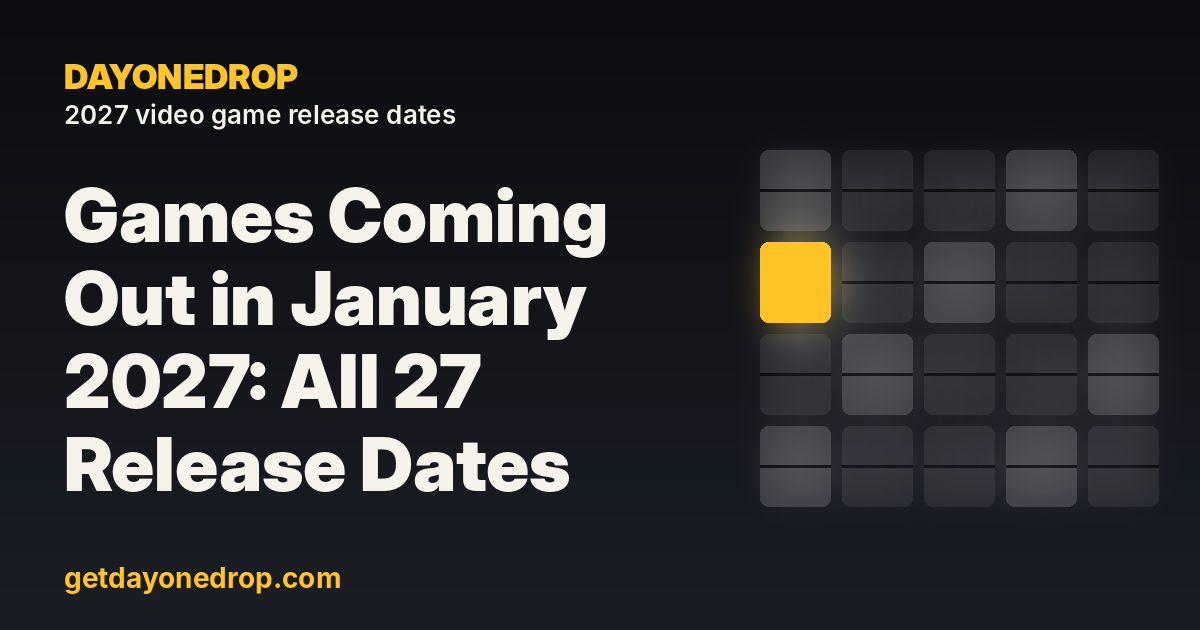 DAYONEDROP
2027 video game release dates
Games Coming
Out in January
2027: All 27
Release Dates
getdayonedrop.com